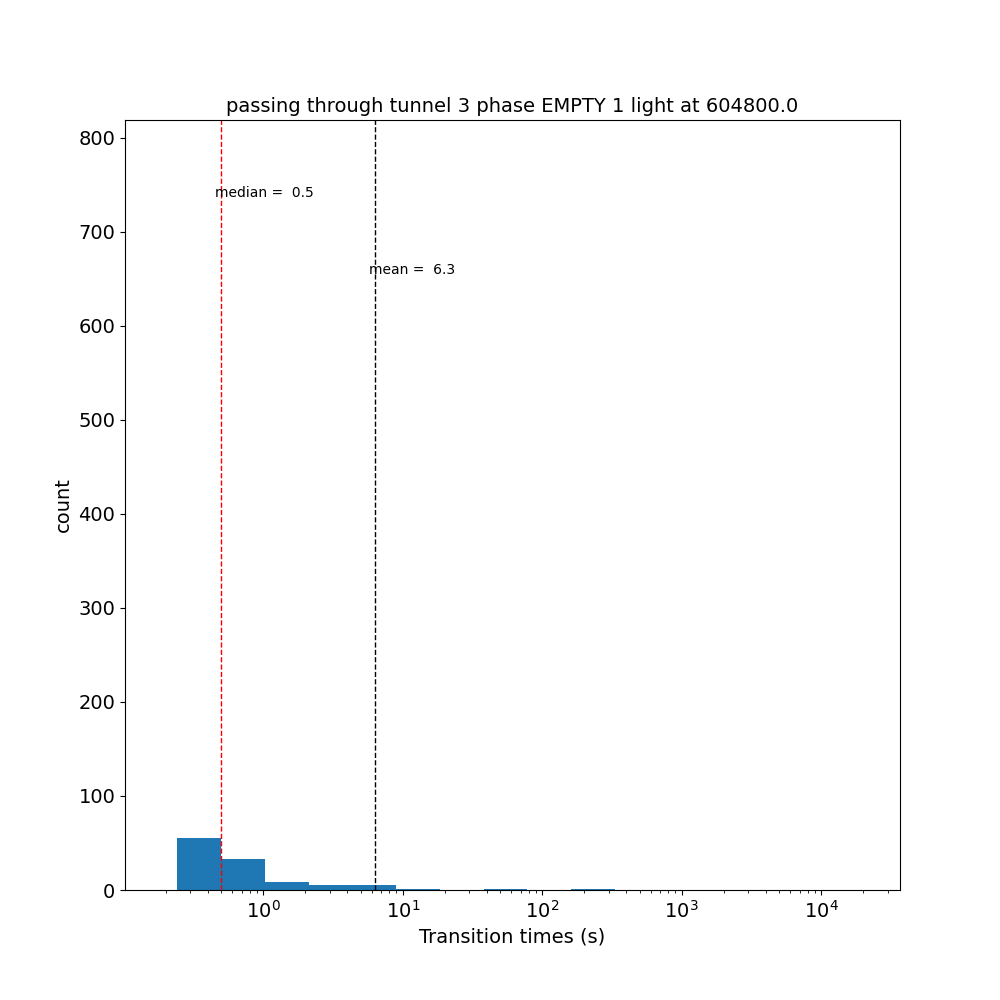 passing through tunnel 3 phase EMPTY 1 light at 604800.0
800
median =  0.5
700
mean =  6.3
600
500
count
400
300
200
100
0
10^0 10^1 10^2 10^3 10^4
Transition times (s)